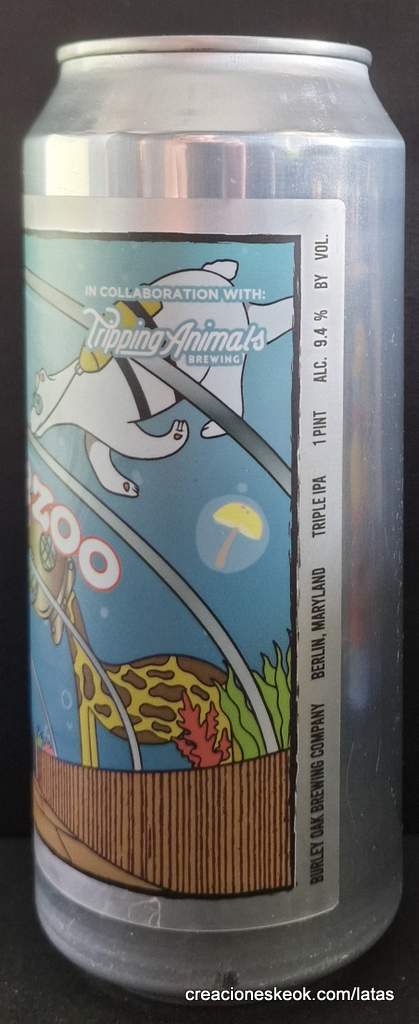 IN COLLABORATION WITH:
Tripping Animals
BREWING
ZOO
BURLEY OAK BREWING COMPANY BERLIN, MARYLAND TRIPLE IPA 1 PINT ALC. 9.4 % BY VOL.
creacioneskeok.com/latas